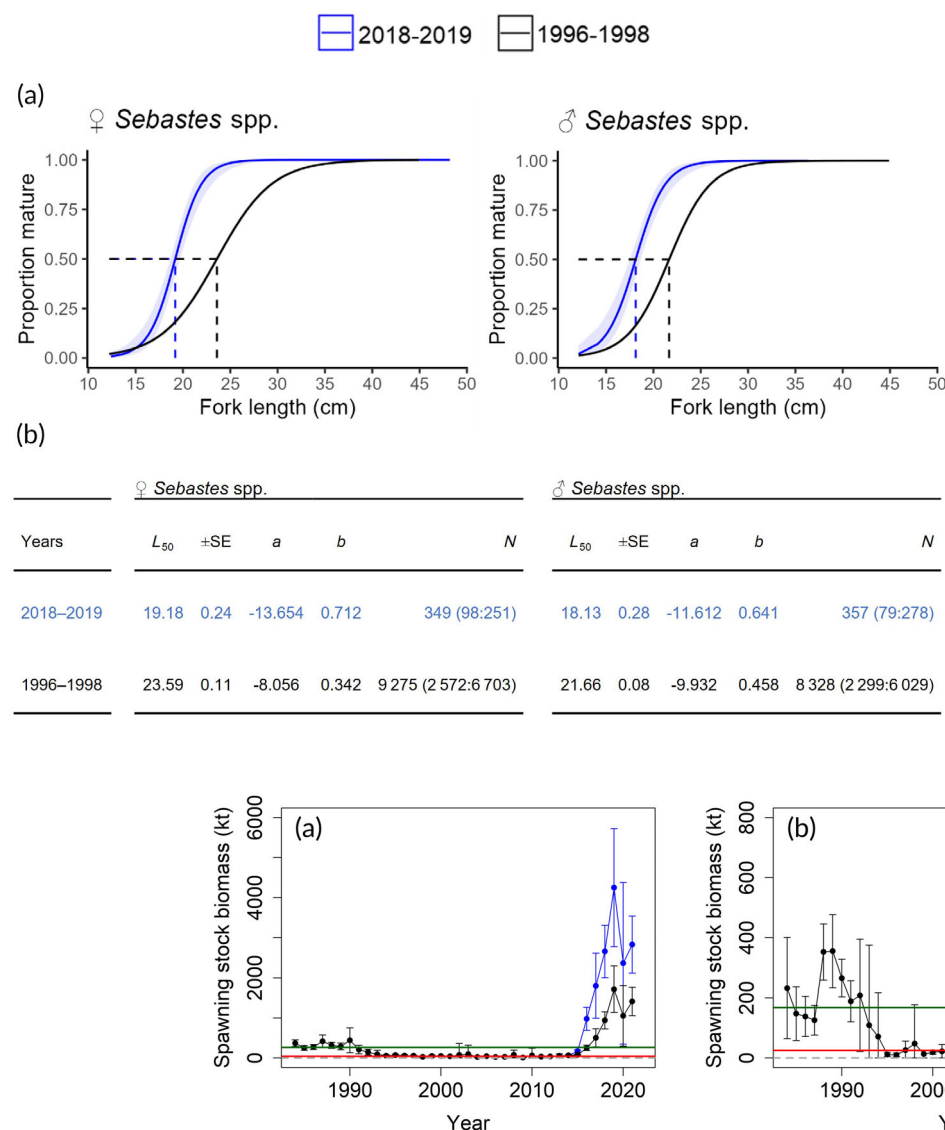 2018-2019 1996-1998
(a)
♀ Sebastes spp. ♂ Sebastes spp.
1.00 1.00
0.75 0.75
0.50 0.50
0.25 0.25
0.00 0.00
Proportion mature Proportion mature
10 15 20 25 30 35 40 45 50 10 15 20 25 30 35 40 45 50
Fork length (cm) Fork length (cm)
(b)
♀ Sebastes spp. ♂ Sebastes spp.
Years L50 ±SE a b N L50 ±SE a b N
2018–2019 19.18 0.24 -13.654 0.712 349 (98:251) 18.13 0.28 -11.612 0.641 357 (79:278)
1996–1998 23.59 0.11 -8.056 0.342 9 275 (2 572:6 703) 21.66 0.08 -9.932 0.458 8 328 (2 299:6 029)
(a) (b)
Spawning stock biomass (kt) Spawning stock biomass (kt)
6000 800
600
4000
400
2000
200
0 0
1990 2000 2010 2020 1990 200
Year Y